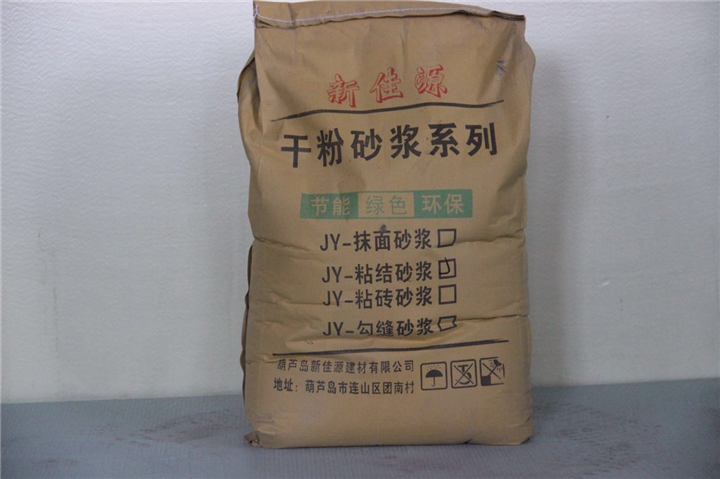 新佳源
干粉砂浆系列
节能 绿色 环保
JY-抹面砂浆□
JY-粘结砂浆☑
JY-粘砖砂浆□
JY-勾缝砂浆□
葫芦岛新佳源建材有限公司
地址：葫芦岛市连山区团南村